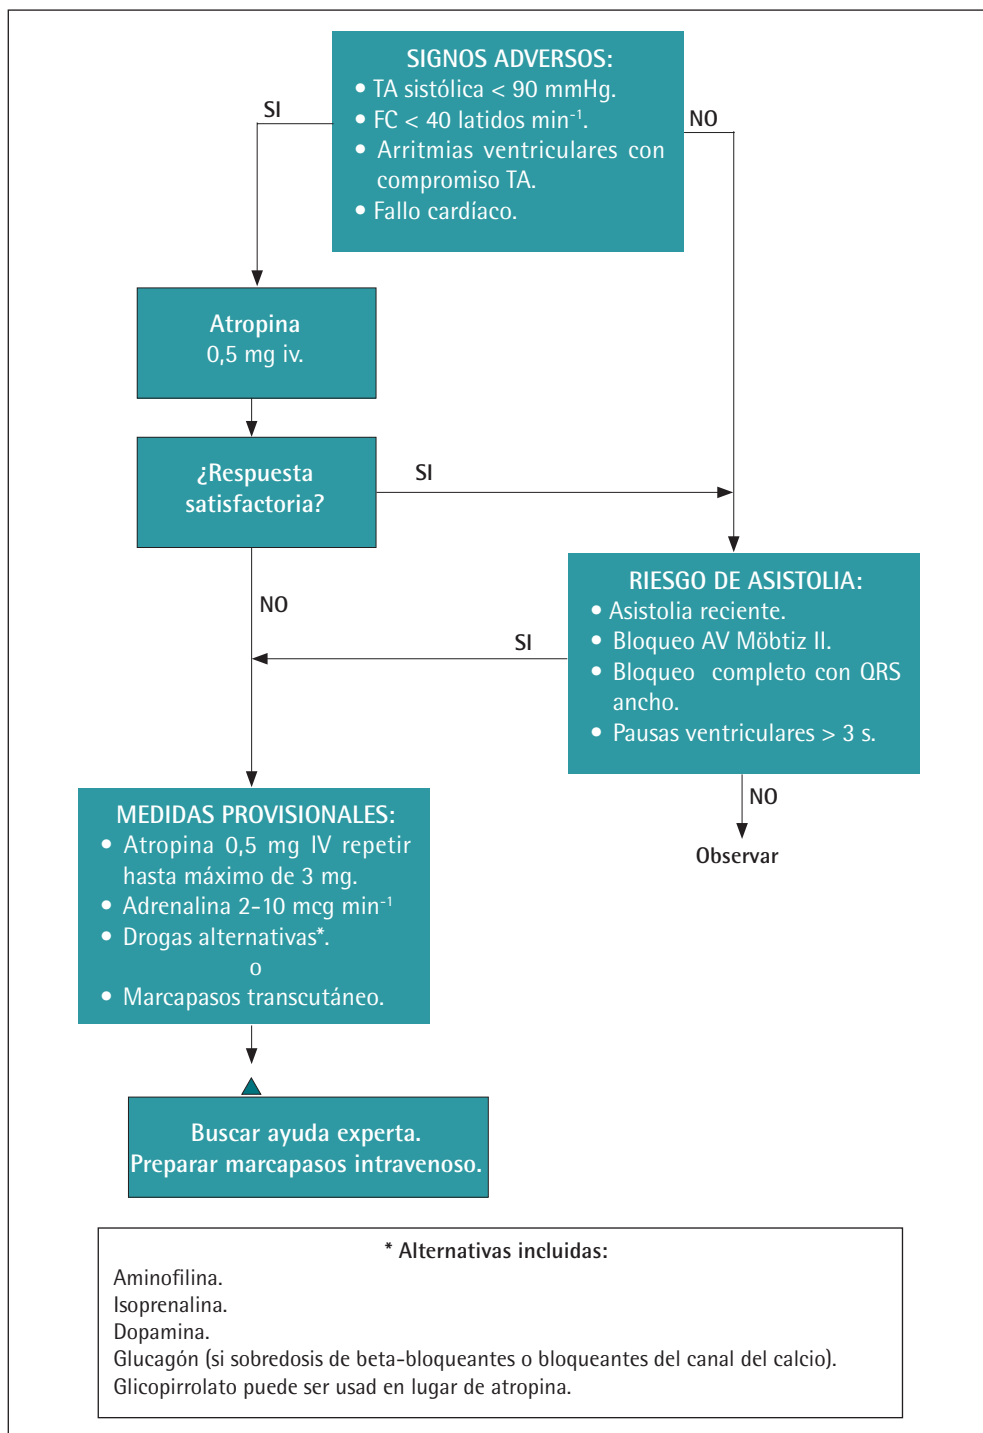 SIGNOS ADVERSOS:
• TA sistólica < 90 mmHg.
SI
• FC < 40 latidos min⁻¹.
NO
• Arritmias ventriculares con
compromiso TA.
• Fallo cardíaco.
Atropina
0,5 mg iv.
¿Respuesta
satisfactoria?
SI
RIESGO DE ASISTOLIA:
• Asistolia reciente.
• Bloqueo AV Möbtiz II.
• Bloqueo completo con QRS
ancho.
• Pausas ventriculares > 3 s.
NO
SI
NO
Observar
MEDIDAS PROVISIONALES:
• Atropina 0,5 mg IV repetir
hasta máximo de 3 mg.
• Adrenalina 2-10 mcg min⁻¹
• Drogas alternativas*.
o
• Marcapasos transcutáneo.
Buscar ayuda experta.
Preparar marcapasos intravenoso.
* Alternativas incluidas:
Aminofilina.
Isoprenalina.
Dopamina.
Glucagón (si sobredosis de beta-bloqueantes o bloqueantes del canal del calcio).
Glicopirrolato puede ser usad en lugar de atropina.